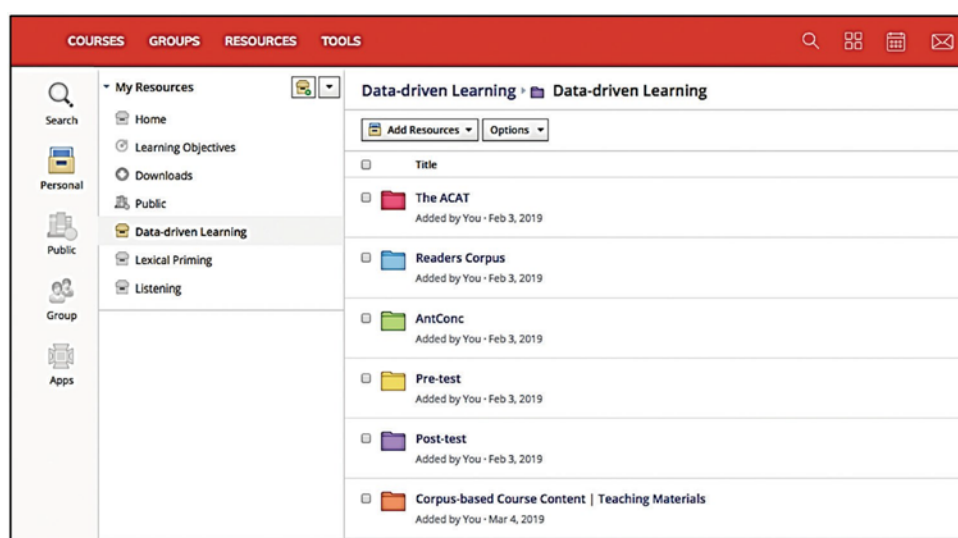 COURSES GROUPS RESOURCES TOOLS
Search
Personal
Public
Group
Apps
My Resources
Home
Learning Objectives
Downloads
Public
Data-driven Learning
Lexical Priming
Listening
Data-driven Learning Data-driven Learning
Add Resources Options
Title
The ACAT
Added by You · Feb 3, 2019
Readers Corpus
Added by You · Feb 3, 2019
AntConc
Added by You · Feb 3, 2019
Pre-test
Added by You · Feb 3, 2019
Post-test
Added by You · Feb 3, 2019
Corpus-based Course Content | Teaching Materials
Added by You · Mar 4, 2019